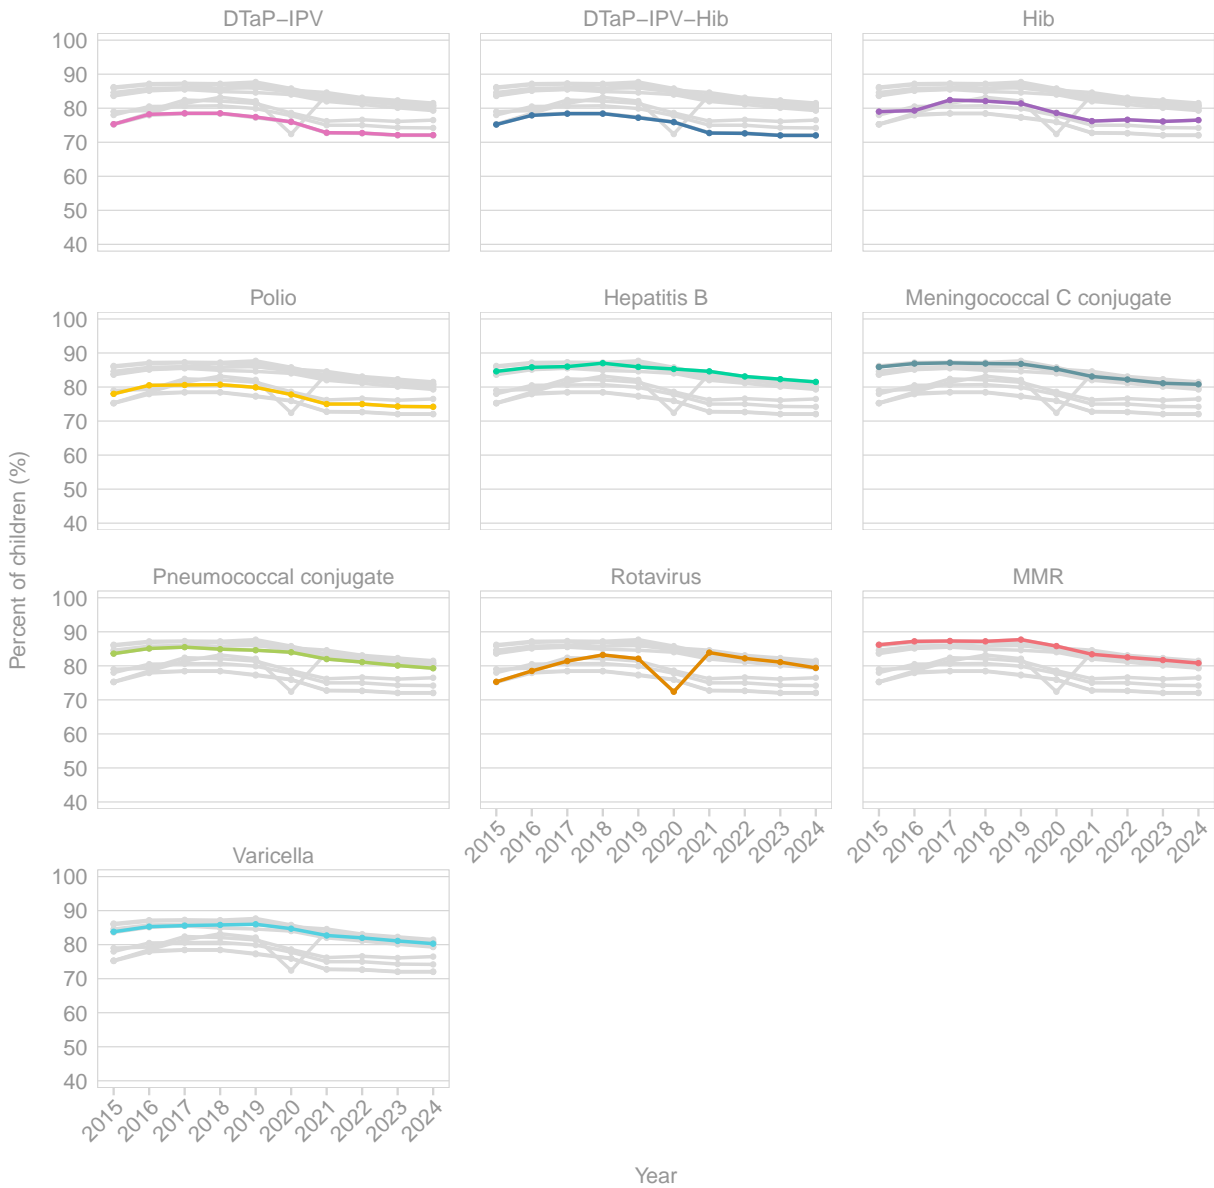 DTaP−IPV
DTaP−IPV−Hib
Hib
100
90
80
70
60
50
40
Polio
Hepatitis B
Meningococcal C conjugate
100
90
80
70
60
50
40
Percent of children (%)
Pneumococcal conjugate
Rotavirus
MMR
100
90
80
70
60
50
40
2015 2016 2017 2018 2019 2020 2021 2022 2023 2024
2015 2016 2017 2018 2019 2020 2021 2022 2023 2024
Varicella
100
90
80
70
60
50
40
2015 2016 2017 2018 2019 2020 2021 2022 2023 2024
Year